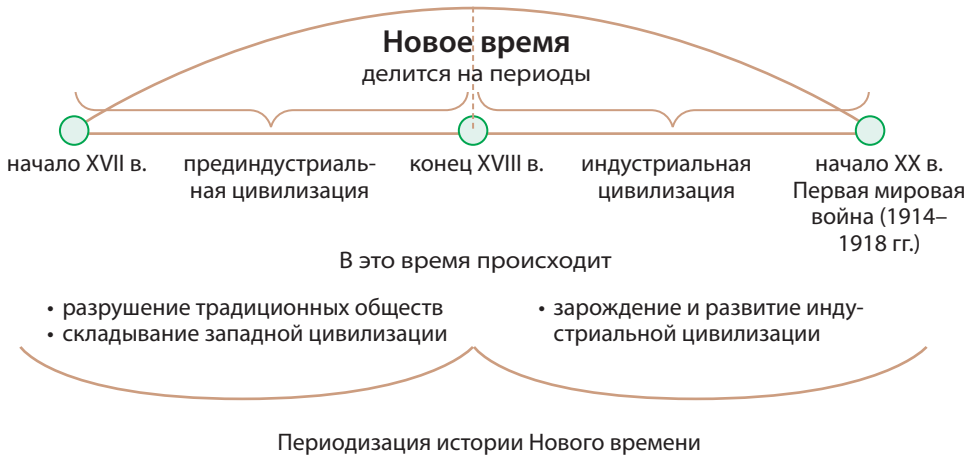 Новое время
делится на периоды
начало XVII в.
прединдустриаль-
ная цивилизация
конец XVIII в.
индустриальная
цивилизация
начало XX в.
Первая мировая
война (1914–
1918 гг.)
В это время происходит
• разрушение традиционных обществ
• складывание западной цивилизации
• зарождение и развитие инду-
стриальной цивилизации
Периодизация истории Нового времени